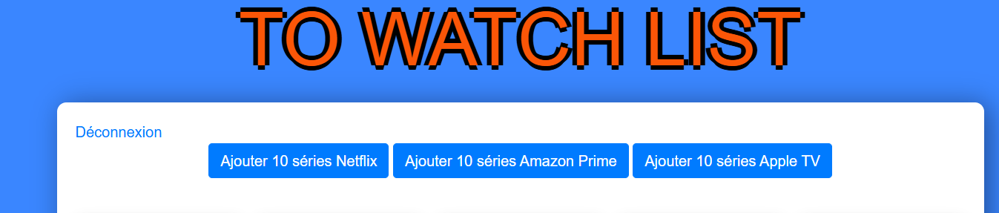 TO WATCH LIST
Déconnexion
Ajouter 10 séries Netflix Ajouter 10 séries Amazon Prime Ajouter 10 séries Apple TV